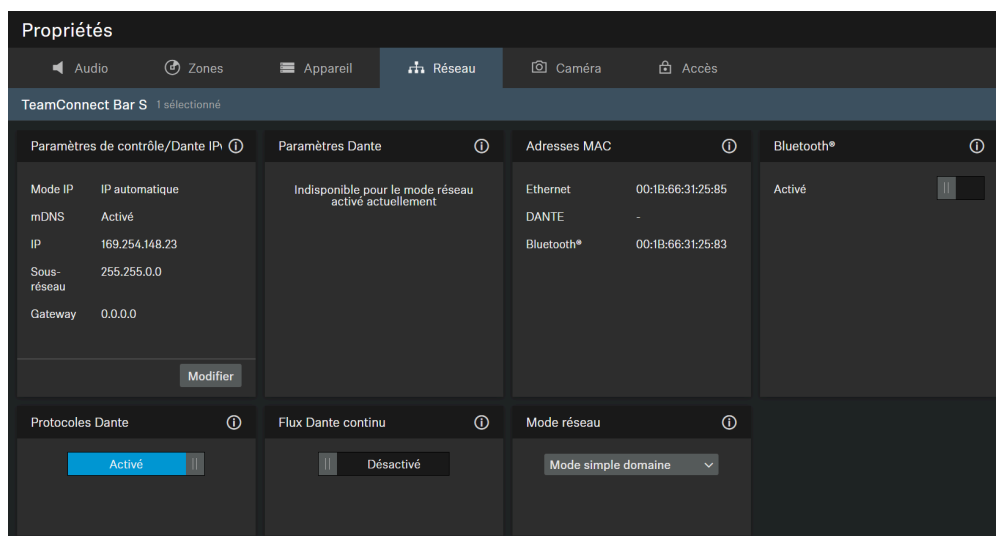 Propriétés
Audio
Zones
Appareil
Réseau
Caméra
Accès
TeamConnect Bar S 1 sélectionné
Paramètres de contrôle/Dante IP
Mode IP IP automatique
mDNS Activé
IP 169.254.148.23
Sous-
réseau 255.255.0.0
Gateway 0.0.0.0
Modifier
Paramètres Dante
Indisponible pour le mode réseau
activé actuellement
Adresses MAC
Ethernet 00:1B:66:31:25:85
DANTE -
Bluetooth® 00:1B:66:31:25:83
Bluetooth®
Activé
Protocoles Dante
Activé
Flux Dante continu
Désactivé
Mode réseau
Mode simple domaine